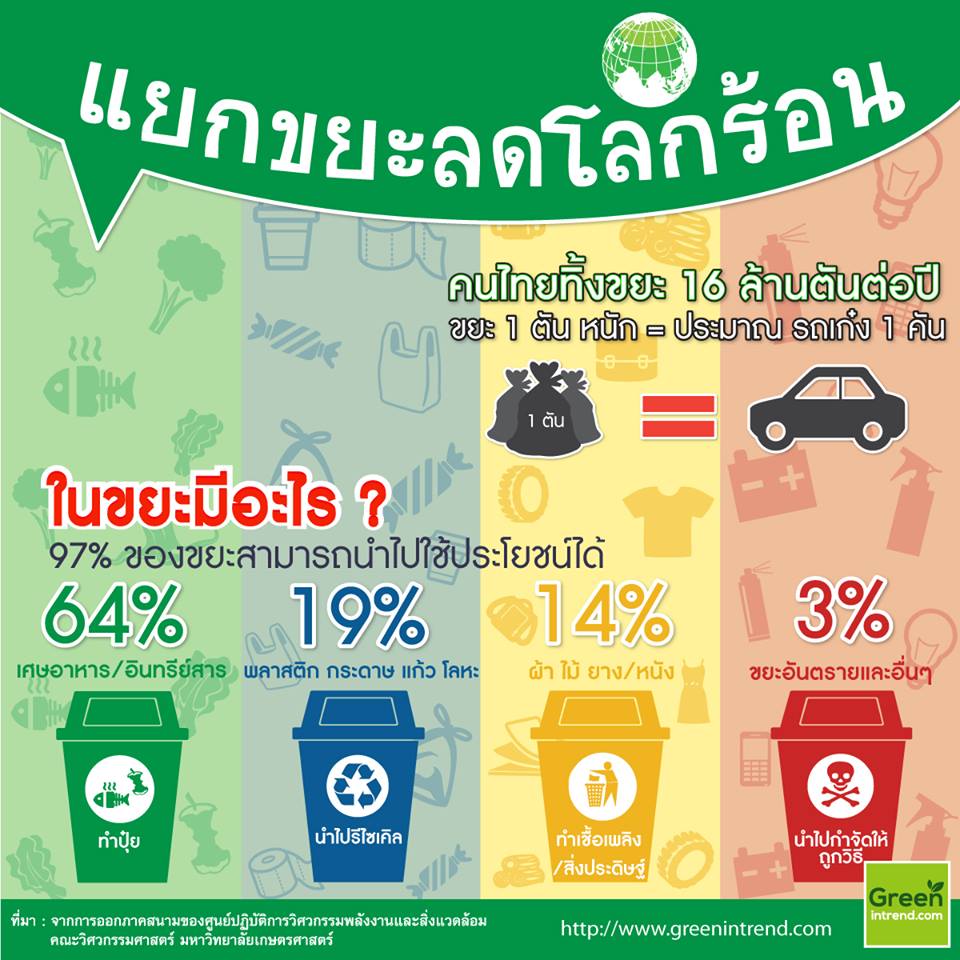 แยกขยะลดโลกร้อน
คนไทยทิ้งขยะ 16 ล้านตันต่อปี
ขยะ 1 ตัน หนัก = ประมาณ รถเก๋ง 1 คัน
1 ตัน
ในขยะมีอะไร ?
97% ของขยะสามารถนำไปใช้ประโยชน์ได้
64%
เศษอาหาร/อินทรีย์สาร
ทำปุ๋ย
19%
พลาสติก กระดาษ แก้ว โลหะ
นำไปรีไซเคิล
14%
ผ้า ไม้ ยาง/หนัง
ทำเชื้อเพลิง
/สิ่งประดิษฐ์
3%
ขยะอันตรายและอื่นๆ
นำไปกำจัดให้
ถูกวิธี
ที่มา : จากการออกภาคสนามของศูนย์ปฏิบัติการวิศวกรรมพลังงานและสิ่งแวดล้อม
คณะวิศวกรรมศาสตร์ มหาวิทยาลัยเกษตรศาสตร์
http://www.greenintrend.com
Green
intrend.com